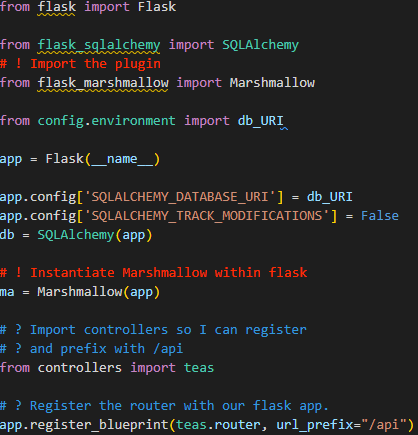 from flask import Flask
from flask_sqlalchemy import SQLAlchemy
# ! Import the plugin
from flask_marshmallow import Marshmallow
from config.environment import db_URI
app = Flask(__name__)
app.config['SQLALCHEMY_DATABASE_URI'] = db_URI
app.config['SQLALCHEMY_TRACK_MODIFICATIONS'] = False
db = SQLAlchemy(app)
# ! Instantiate Marshmallow within flask
ma = Marshmallow(app)
# ? Import controllers so I can register
# ? and prefix with /api
from controllers import teas
# ? Register the router with our flask app.
app.register_blueprint(teas.router, url_prefix="/api")